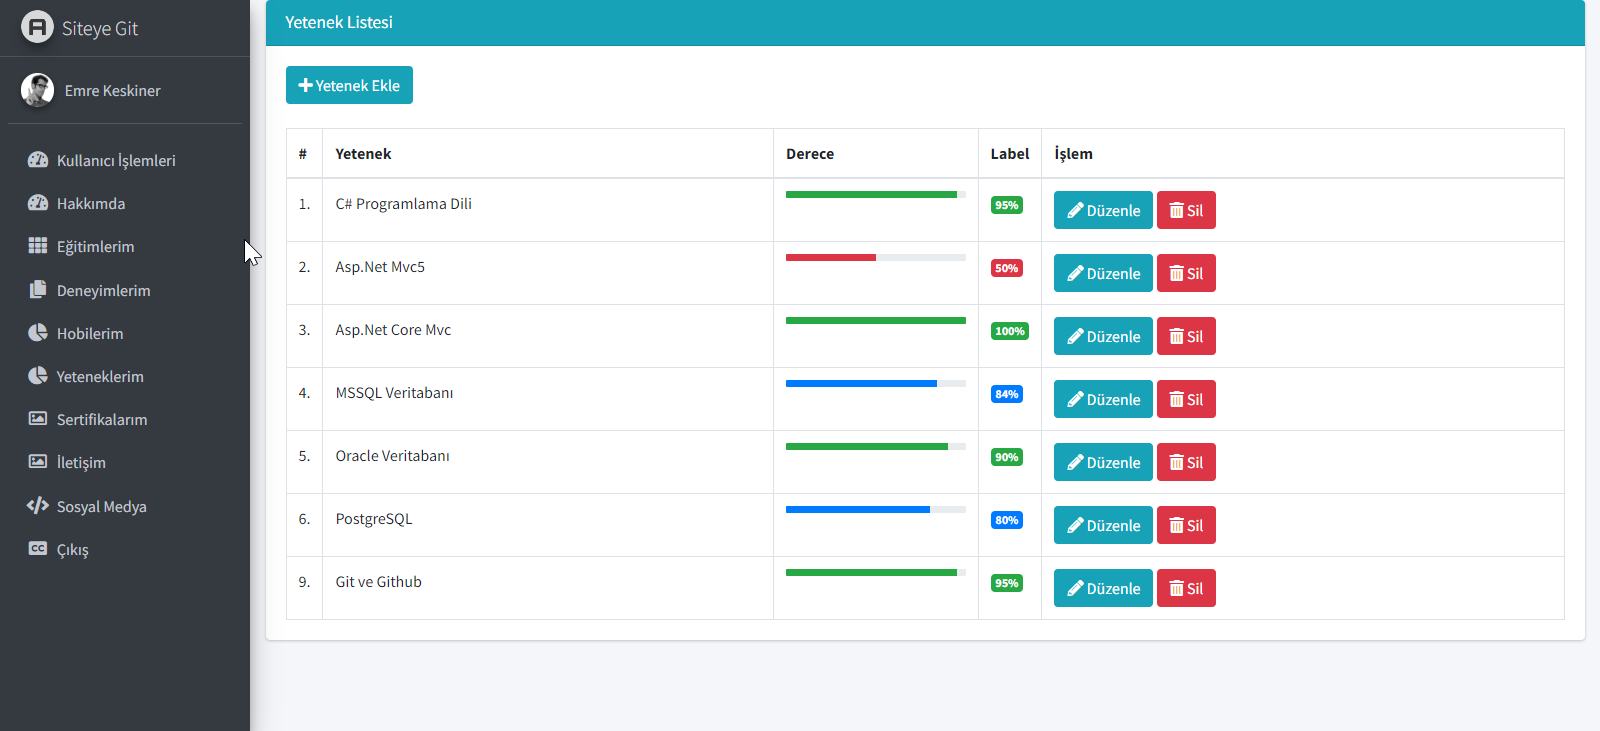 Siteye Git
Emre Keskiner
Kullanıcı İşlemleri
Hakkımda
Eğitimlerim
Deneyimlerim
Hobilerim
Yeteneklerim
Sertifikalarım
İletişim
Sosyal Medya
Çıkış
Yetenek Listesi
Yetenek Ekle
# Yetenek Derece Label İşlem
1. C# Programlama Dili 95% Düzenle Sil
2. Asp.Net Mvc5 50% Düzenle Sil
3. Asp.Net Core Mvc 100% Düzenle Sil
4. MSSQL Veritabanı 84% Düzenle Sil
5. Oracle Veritabanı 90% Düzenle Sil
6. PostgreSQL 80% Düzenle Sil
9. Git ve Github 95% Düzenle Sil